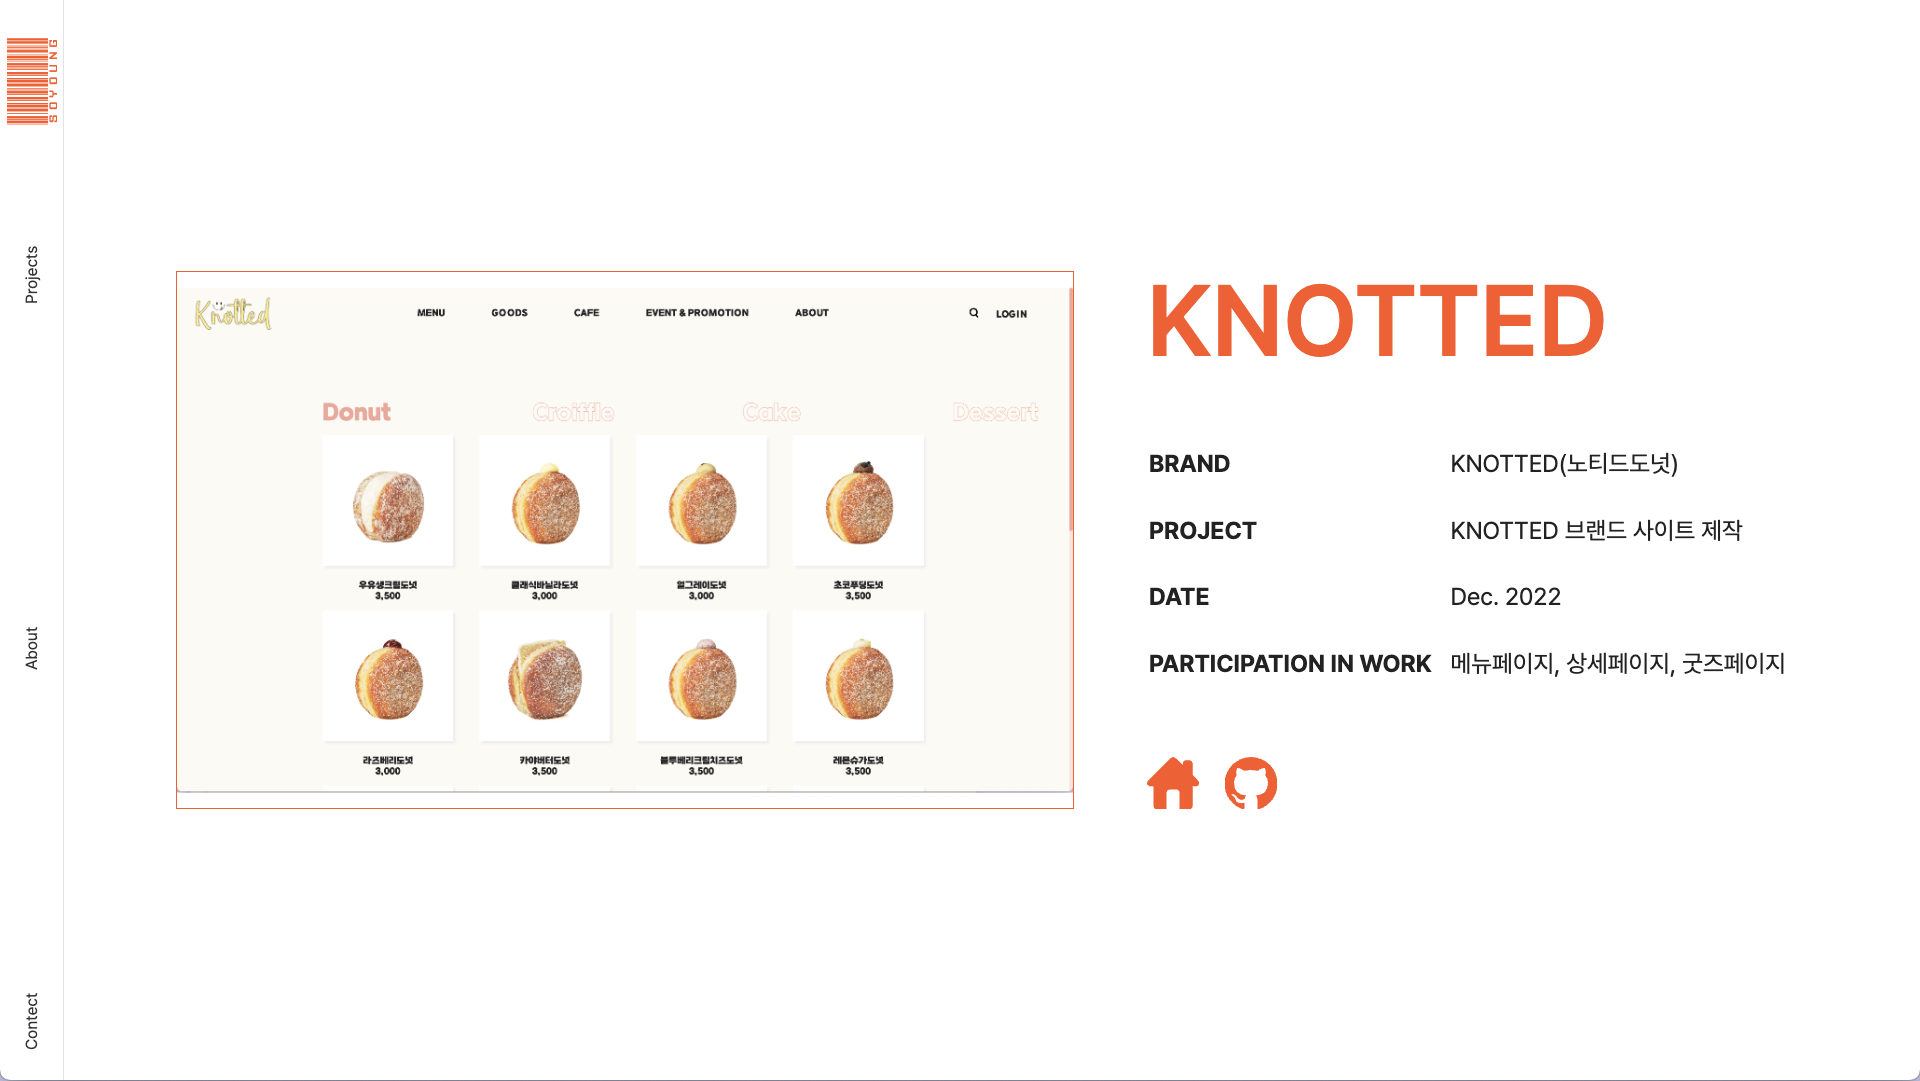 SOYOUNG
Projects
About
Contect
Knotted
MENU GOODS CAFE EVENT & PROMOTION ABOUT LOGIN
Donut Croiffle Cake Dessert
우유생크림도넛 클래식바닐라도넛 얼그레이도넛 초코푸딩도넛
3,500 3,000 3,000 3,500
라즈베리도넛 카야버터도넛 블루베리크림치즈도넛 레몬슈가도넛
3,000 3,500 3,500 3,500
KNOTTED
BRAND KNOTTED(노티드도넛)
PROJECT KNOTTED 브랜드 사이트 제작
DATE Dec. 2022
PARTICIPATION IN WORK 메뉴페이지, 상세페이지, 굿즈페이지